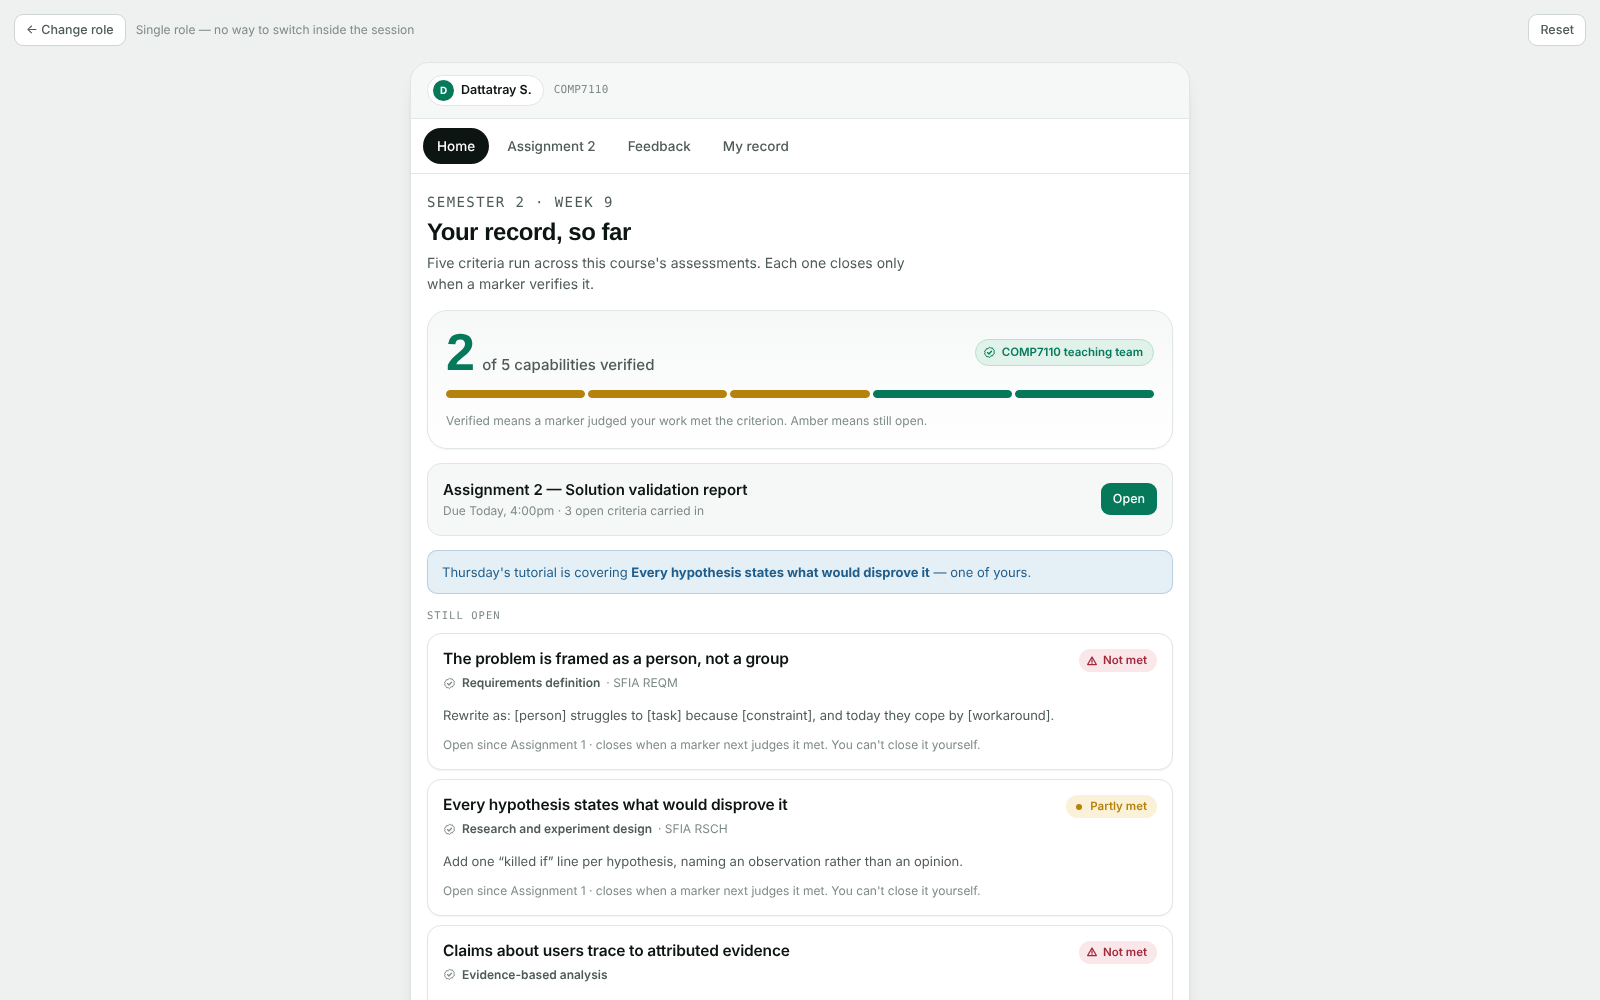 ← Change role
Single role — no way to switch inside the session
Reset
D
Dattatray S.
COMP7110
Home
Assignment 2
Feedback
My record
SEMESTER 2 · WEEK 9
Your record, so far
Five criteria run across this course's assessments. Each one closes only
when a marker verifies it.
2 of 5 capabilities verified
COMP7110 teaching team
Verified means a marker judged your work met the criterion. Amber means still open.
Assignment 2 — Solution validation report
Due Today, 4:00pm · 3 open criteria carried in
Open
Thursday's tutorial is covering Every hypothesis states what would disprove it — one of yours.
STILL OPEN
The problem is framed as a person, not a group
Not met
Requirements definition · SFIA REQM
Rewrite as: [person] struggles to [task] because [constraint], and today they cope by [workaround].
Open since Assignment 1 · closes when a marker next judges it met. You can't close it yourself.
Every hypothesis states what would disprove it
Partly met
Research and experiment design · SFIA RSCH
Add one “killed if” line per hypothesis, naming an observation rather than an opinion.
Open since Assignment 1 · closes when a marker next judges it met. You can't close it yourself.
Claims about users trace to attributed evidence
Not met
Evidence-based analysis